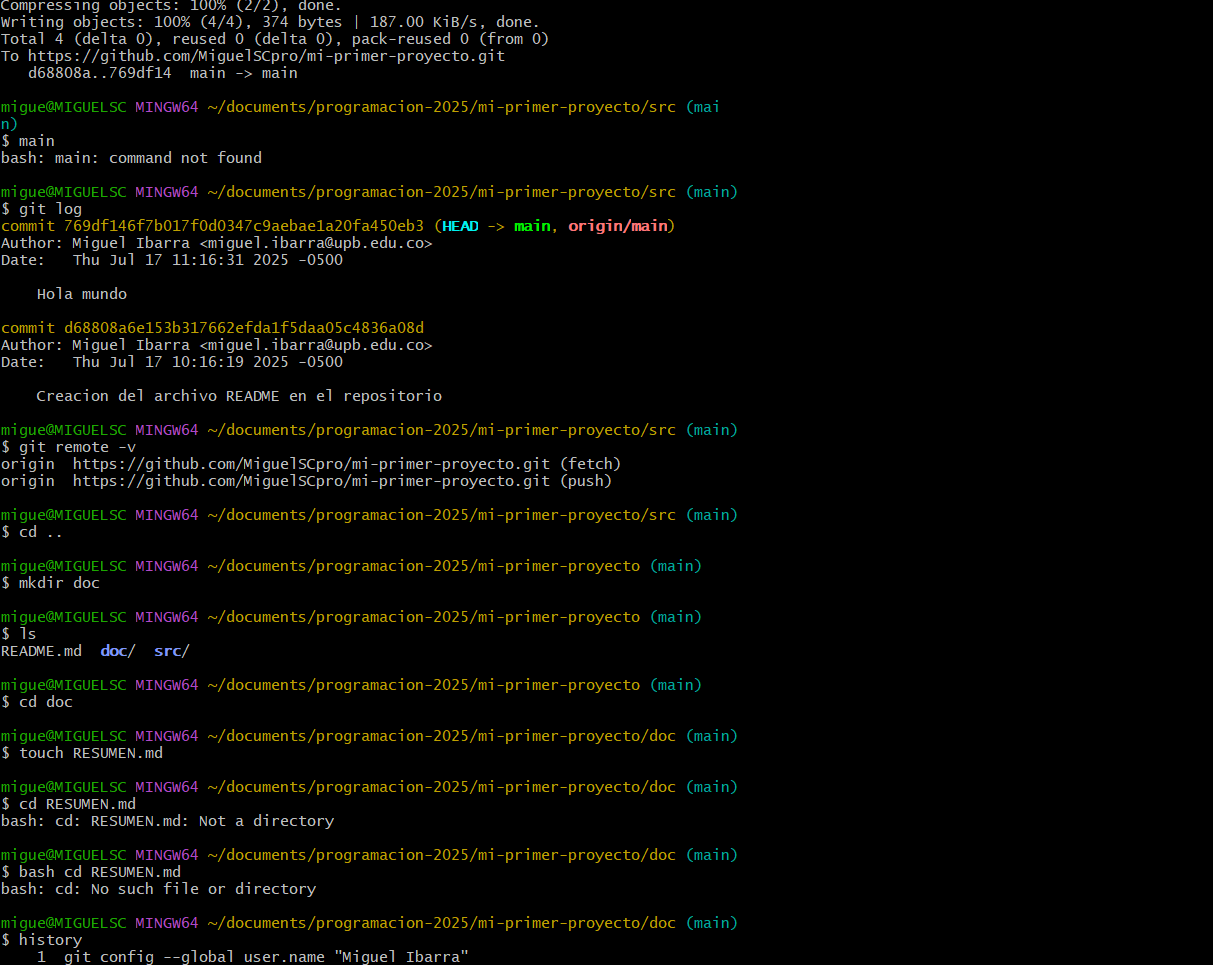 Compressing objects: 100% (2/2), done.
Writing objects: 100% (4/4), 374 bytes | 187.00 KiB/s, done.
Total 4 (delta 0), reused 0 (delta 0), pack-reused 0 (from 0)
To https://github.com/MiguelSCpro/mi-primer-proyecto.git
   d68808a..769df14  main -> main

migue@MIGUELSC MINGW64 ~/documents/programacion-2025/mi-primer-proyecto/src (mai
n)
$ main
bash: main: command not found

migue@MIGUELSC MINGW64 ~/documents/programacion-2025/mi-primer-proyecto/src (main)
$ git log
commit 769df146f7b017f0d0347c9aebae1a20fa450eb3 (HEAD -> main, origin/main)
Author: Miguel Ibarra <miguel.ibarra@upb.edu.co>
Date:   Thu Jul 17 11:16:31 2025 -0500

    Hola mundo

commit d68808a6e153b317662efda1f5daa05c4836a08d
Author: Miguel Ibarra <miguel.ibarra@upb.edu.co>
Date:   Thu Jul 17 10:16:19 2025 -0500

    Creacion del archivo README en el repositorio

migue@MIGUELSC MINGW64 ~/documents/programacion-2025/mi-primer-proyecto/src (main)
$ git remote -v
origin  https://github.com/MiguelSCpro/mi-primer-proyecto.git (fetch)
origin  https://github.com/MiguelSCpro/mi-primer-proyecto.git (push)

migue@MIGUELSC MINGW64 ~/documents/programacion-2025/mi-primer-proyecto/src (main)
$ cd ..

migue@MIGUELSC MINGW64 ~/documents/programacion-2025/mi-primer-proyecto (main)
$ mkdir doc

migue@MIGUELSC MINGW64 ~/documents/programacion-2025/mi-primer-proyecto (main)
$ ls
README.md  doc/  src/

migue@MIGUELSC MINGW64 ~/documents/programacion-2025/mi-primer-proyecto (main)
$ cd doc

migue@MIGUELSC MINGW64 ~/documents/programacion-2025/mi-primer-proyecto/doc (main)
$ touch RESUMEN.md

migue@MIGUELSC MINGW64 ~/documents/programacion-2025/mi-primer-proyecto/doc (main)
$ cd RESUMEN.md
bash: cd: RESUMEN.md: Not a directory

migue@MIGUELSC MINGW64 ~/documents/programacion-2025/mi-primer-proyecto/doc (main)
$ bash cd RESUMEN.md
bash: cd: No such file or directory

migue@MIGUELSC MINGW64 ~/documents/programacion-2025/mi-primer-proyecto/doc (main)
$ history
    1  git config --global user.name "Miguel Ibarra"